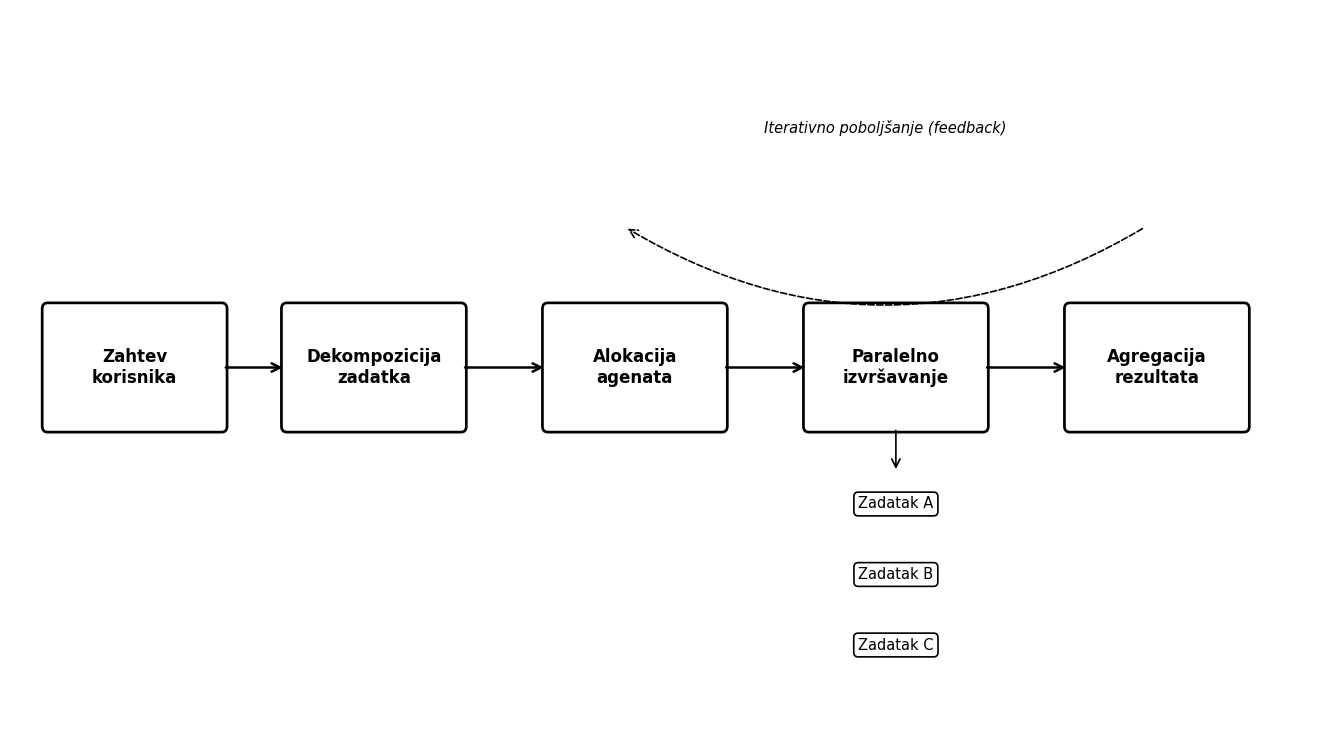 Iterativno poboljšanje (feedback)
Zahtev
korisnika
Dekompozicija
zadatka
Alokacija
agenata
Paralelno
izvršavanje
Agregacija
rezultata
Zadatak A
Zadatak B
Zadatak C